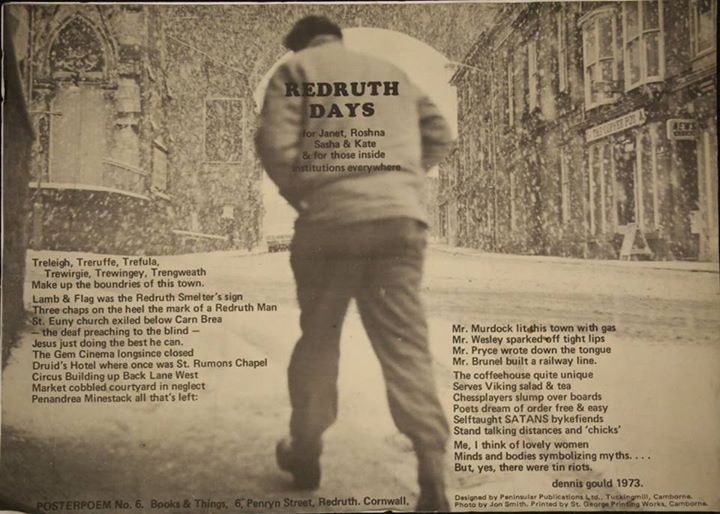 REDRUTH
DAYS
for Janet, Roshna
Sasha & Kate
& for those inside
institutions everywhere
Treleigh, Treruffe, Trefula,
Trewirgie, Trewingey, Trengweath
Make up the boundries of this town.
Lamb & Flag was the Redruth Smelter's sign
Three chaps on the heel the mark of a Redruth Man
St. Euny church exiled below Carn Brea
— the deaf preaching to the blind —
Jesus just doing the best he can.
The Gem Cinema longsince closed
Druid's Hotel where once was St. Rumons Chapel
Circus Building up Back Lane West
Market cobbled courtyard in neglect
Penandrea Minestack all that's left:
Mr. Murdock lit this town with gas
Mr. Wesley sparked off tight lips
Mr. Pryce wrote down the tongue
Mr. Brunel built a railway line.
The coffeehouse quite unique
Serves Viking salad & tea
Chessplayers slump over boards
Poets dream of order free & easy
Selftaught SATANS bykefiends
Stand talking distances and 'chicks'
Me, I think of lovely women
Minds and bodies symbolizing myths. . . .
But, yes, there were tin riots.
dennis gould 1973.
POSTERPOEM No. 6. Books & Things, 6, Penryn Street, Redruth. Cornwall.
Designed by Peninsular Publications Ltd., Tuckingmill, Camborne.
Photo by Jon Smith. Printed by St. George Printing Works, Camborne.